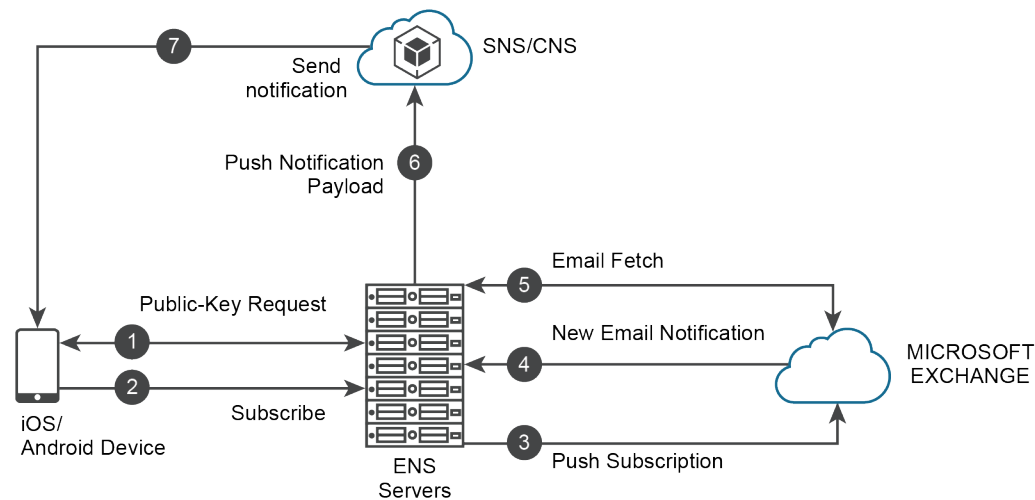 7
SNS/CNS
Send
notification
Push Notification
Payload
6
Email Fetch
5
Public-Key Request
New Email Notification
1
4
MICROSOFT
EXCHANGE
2
Subscribe
iOS/
Android Device
3
Push Subscription
ENS
Servers